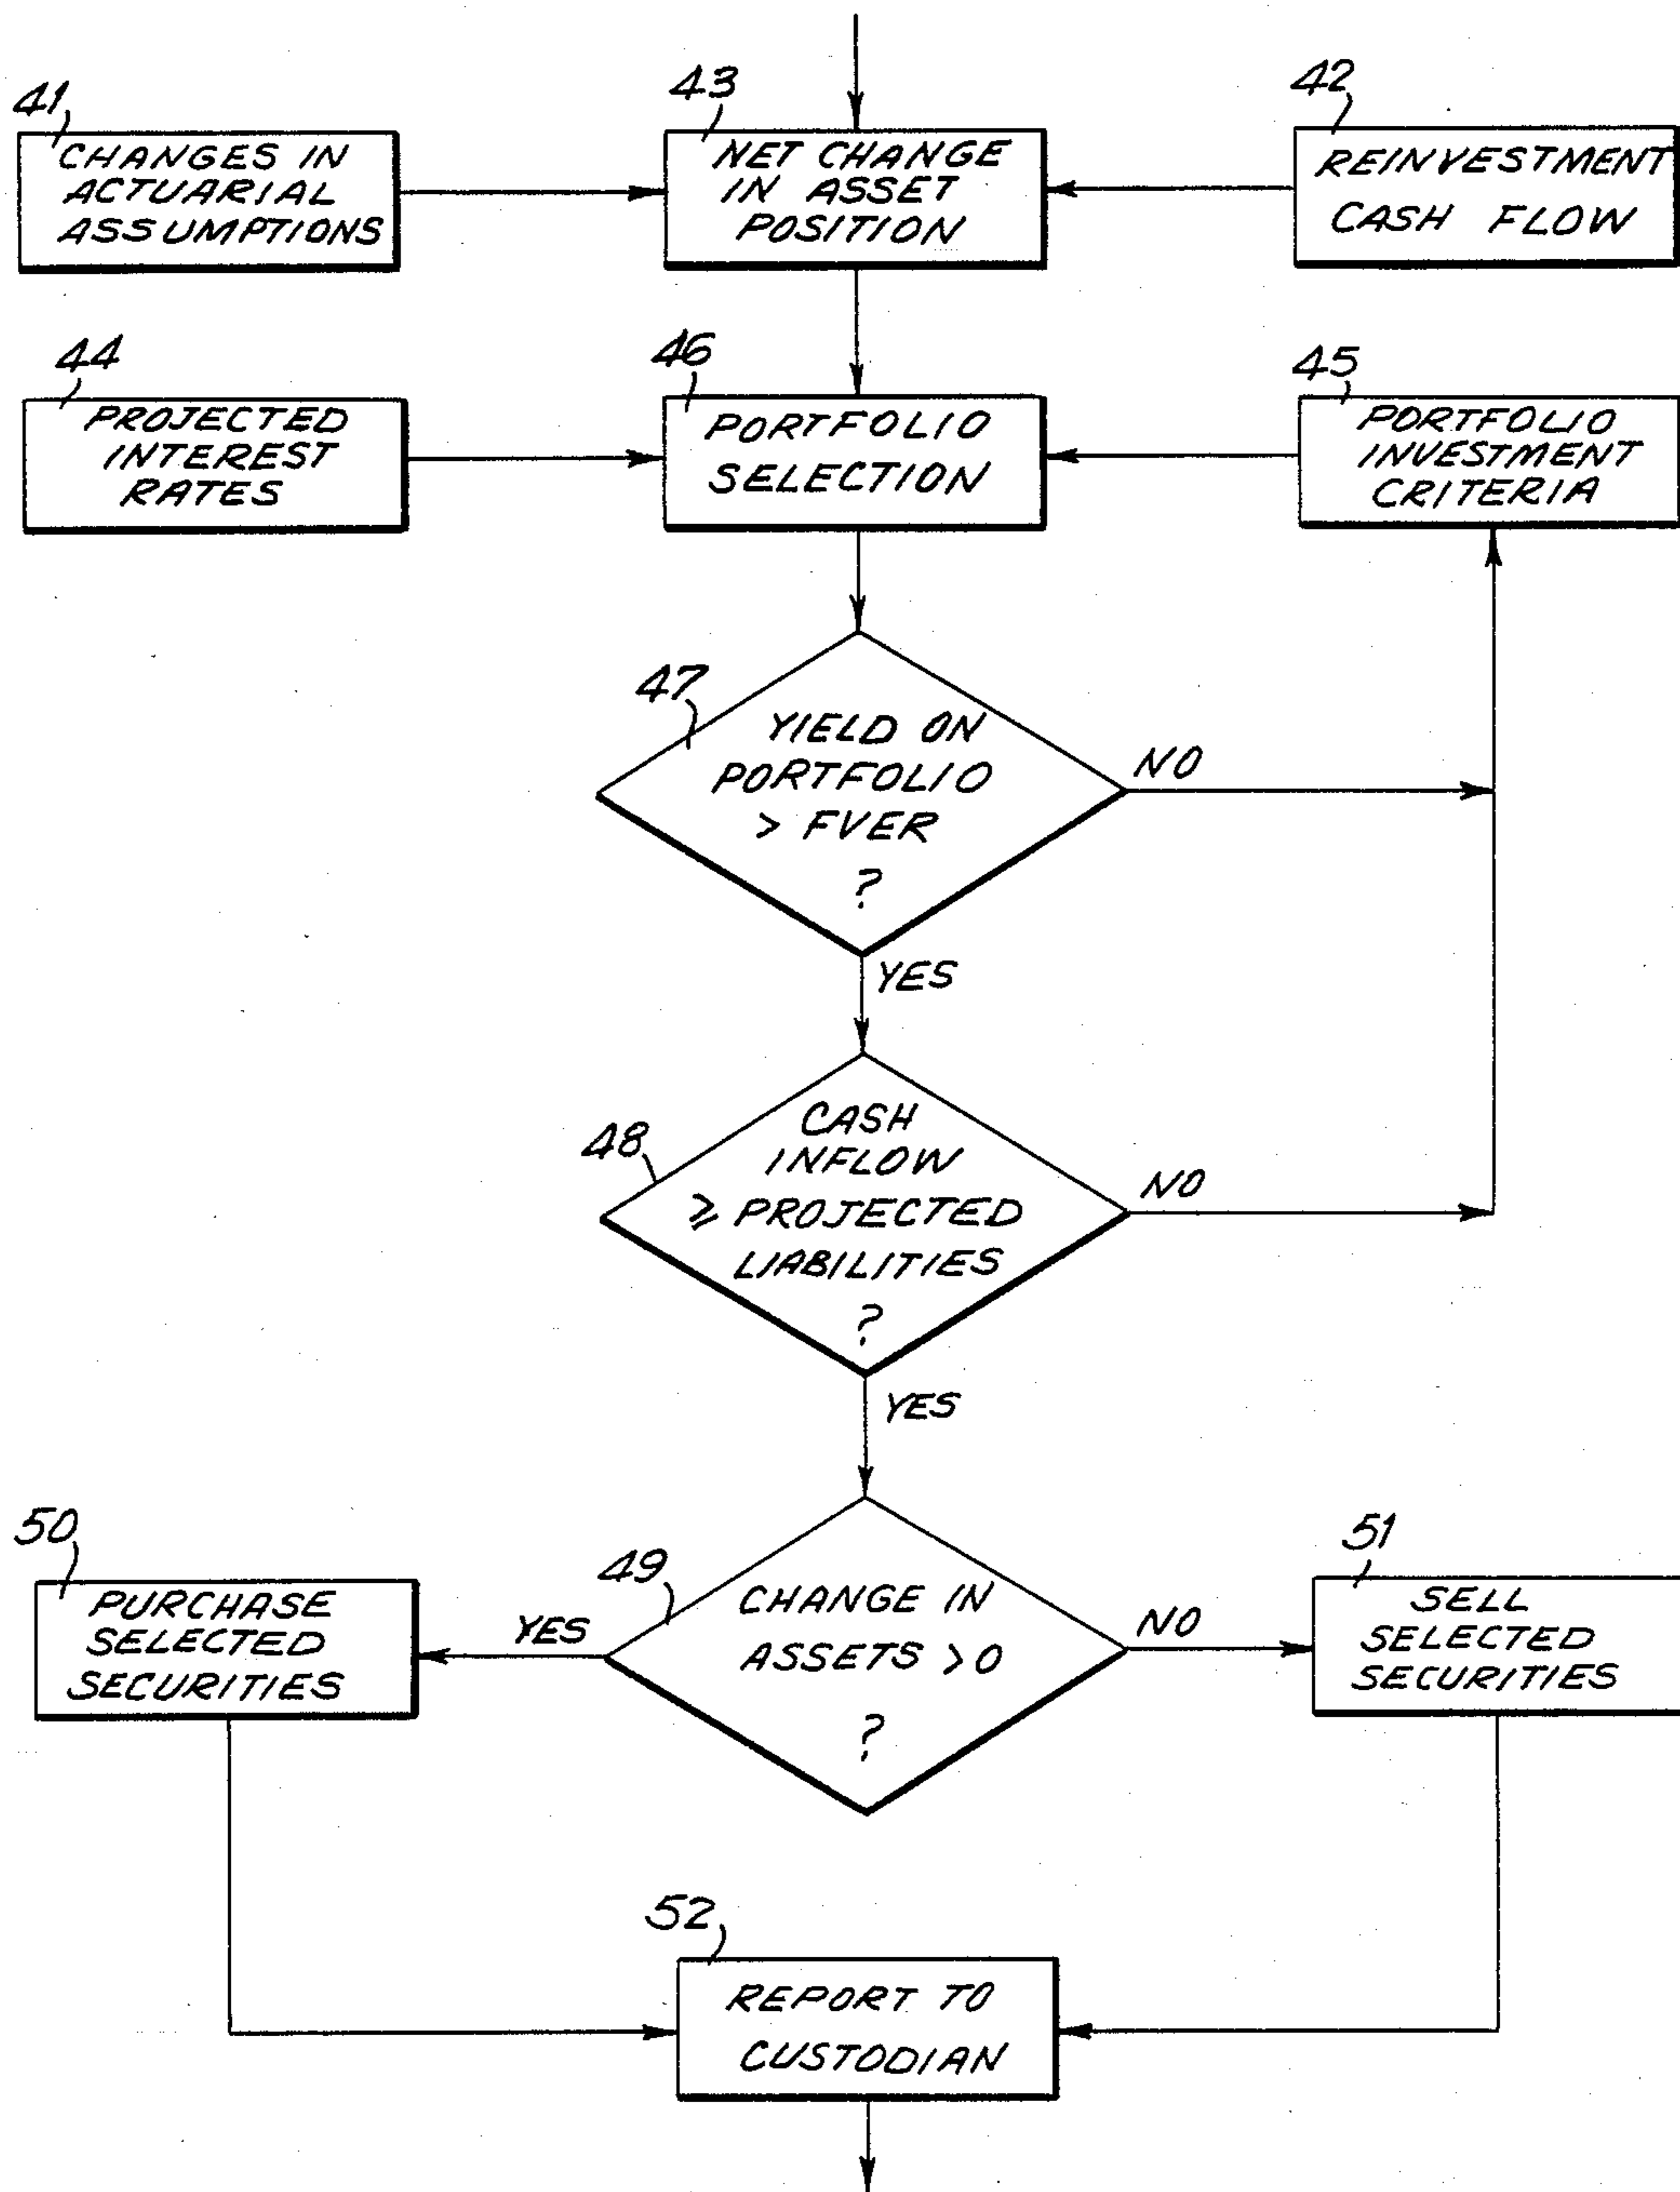 41
CHANGES IN
ACTUARIAL
ASSUMPTIONS
43
NET CHANGE
IN ASSET
POSITION
42
REINVESTMENT
CASH FLOW
44
PROJECTED
INTEREST
RATES
46
PORTFOLIO
SELECTION
45
PORTFOLIO
INVESTMENT
CRITERIA
47
YIELD ON
PORTFOLIO
> FVER
?
NO
YES
48
CASH
INFLOW
≥ PROJECTED
LIABILITIES
?
NO
YES
50
PURCHASE
SELECTED
SECURITIES
YES
49
CHANGE IN
ASSETS >0
?
NO
51
SELL
SELECTED
SECURITIES
52
REPORT TO
CUSTODIAN